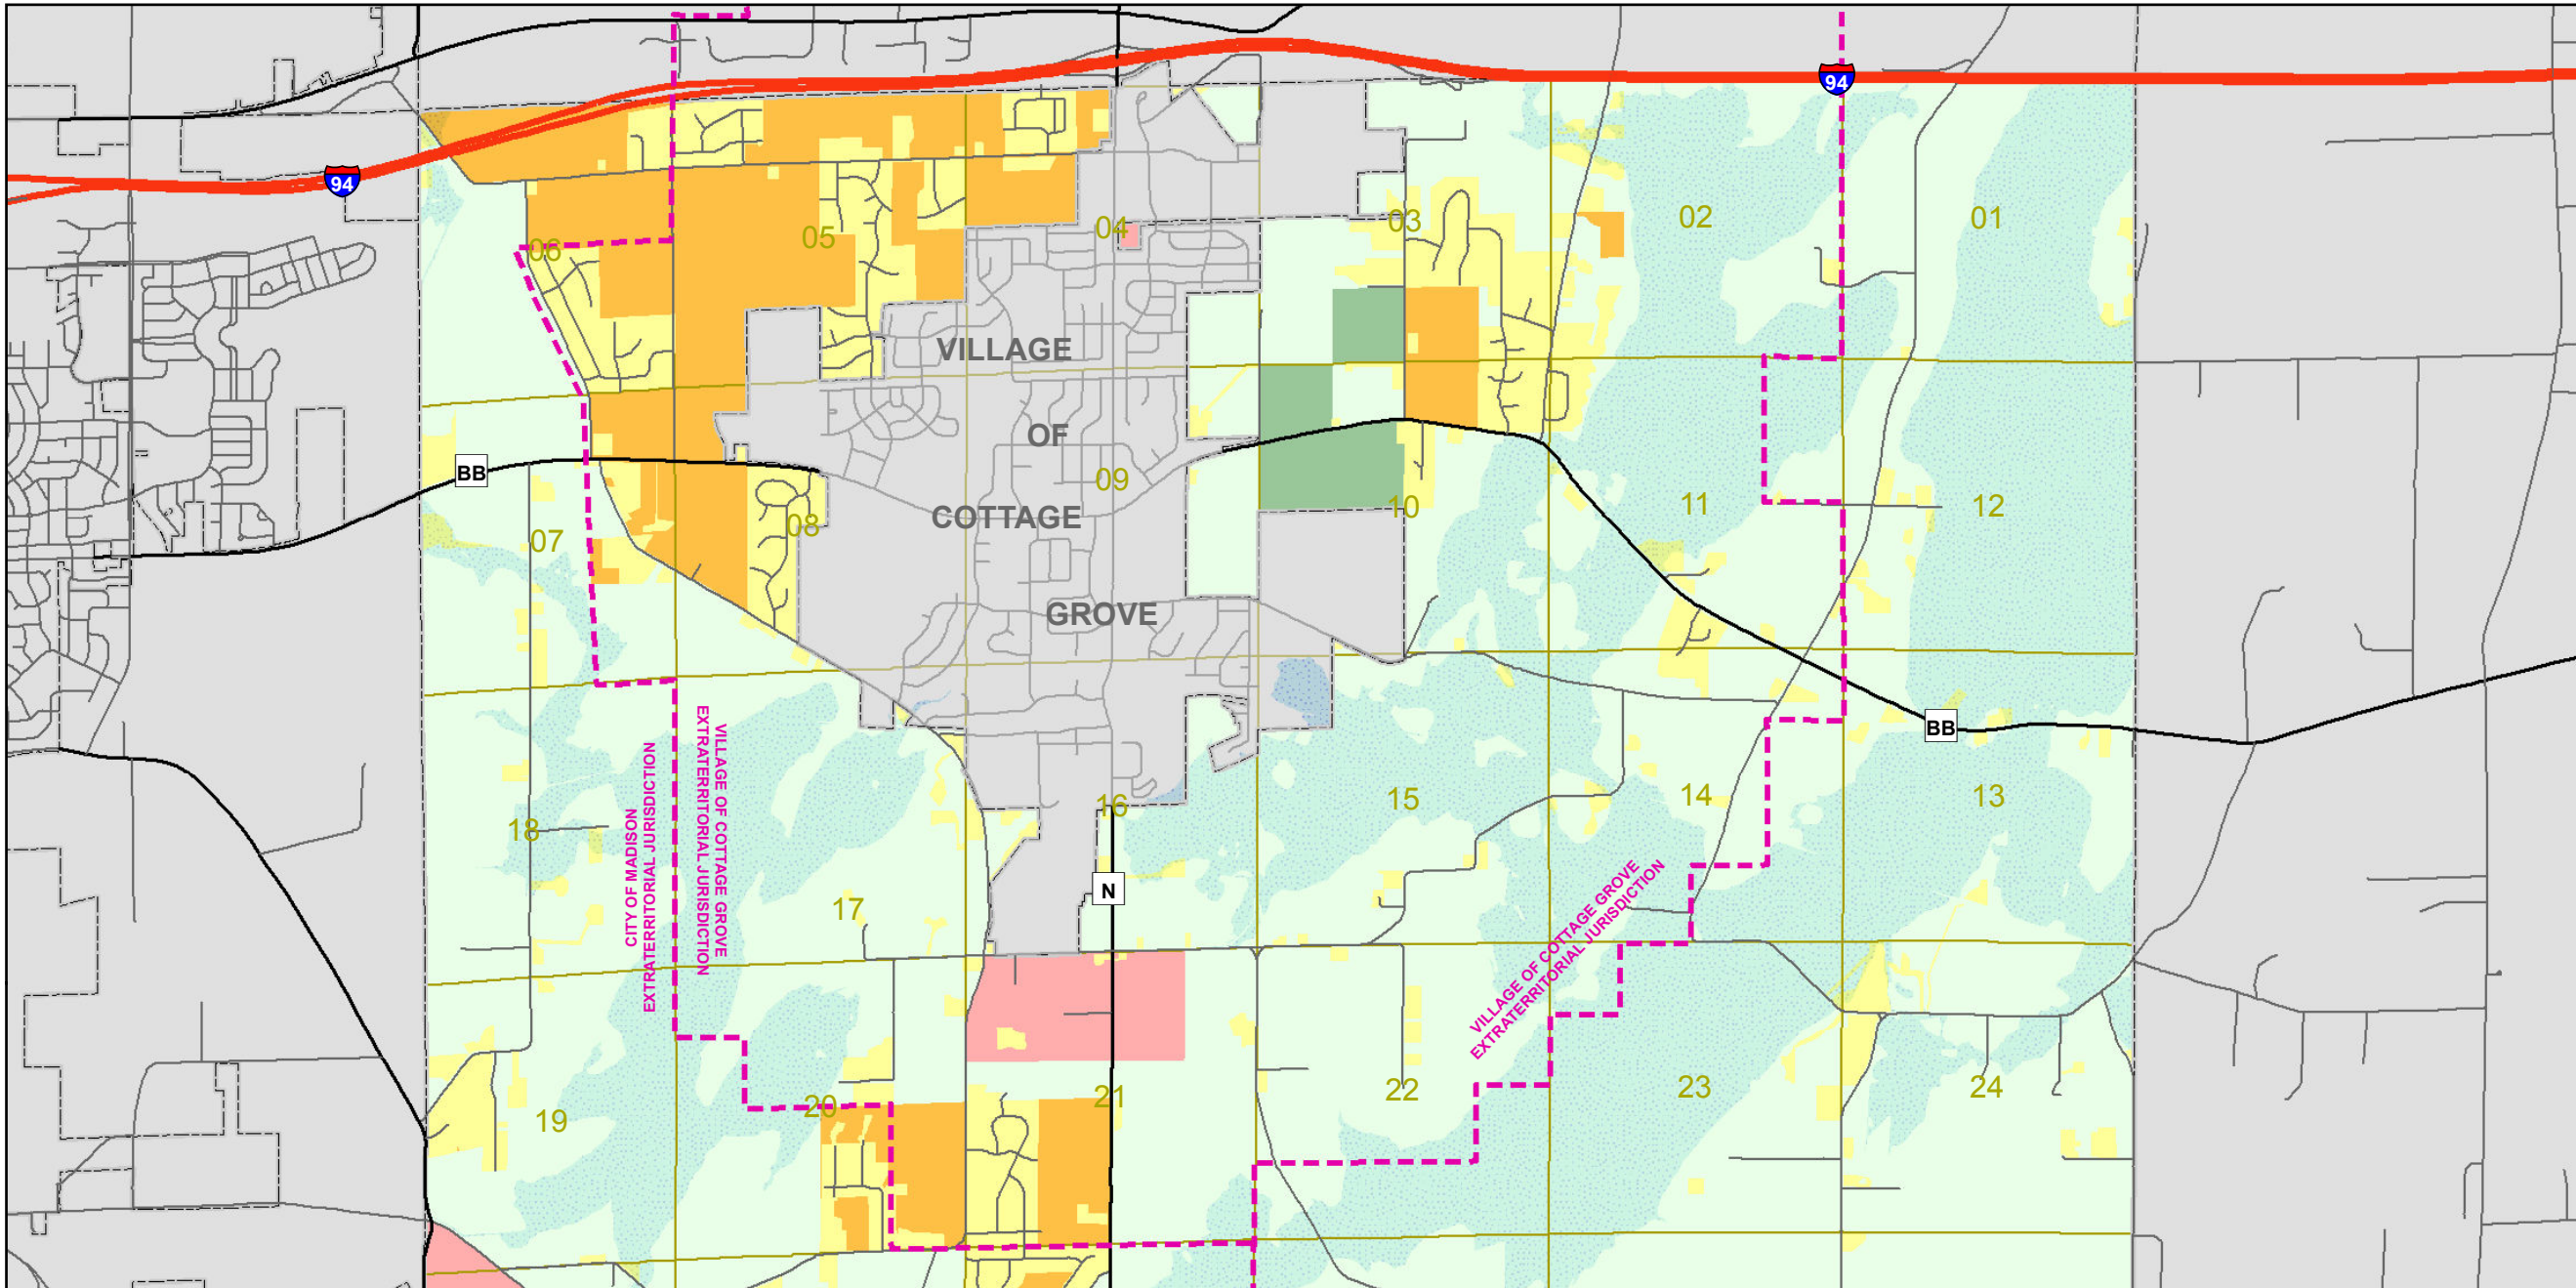 94
94
06
05
04
03
02
01
VILLAGE
OF
COTTAGE
GROVE
BB
07
08
09
10
11
12
BB
CITY OF MADISON
EXTRATERRITORIAL JURISDICTION
VILLAGE OF COTTAGE GROVE
EXTRATERRITORIAL JURISDICTION
18
17
16
15
14
13
N
VILLAGE OF COTTAGE GROVE
EXTRATERRITORIAL JURISDICTION
19
20
21
22
23
24